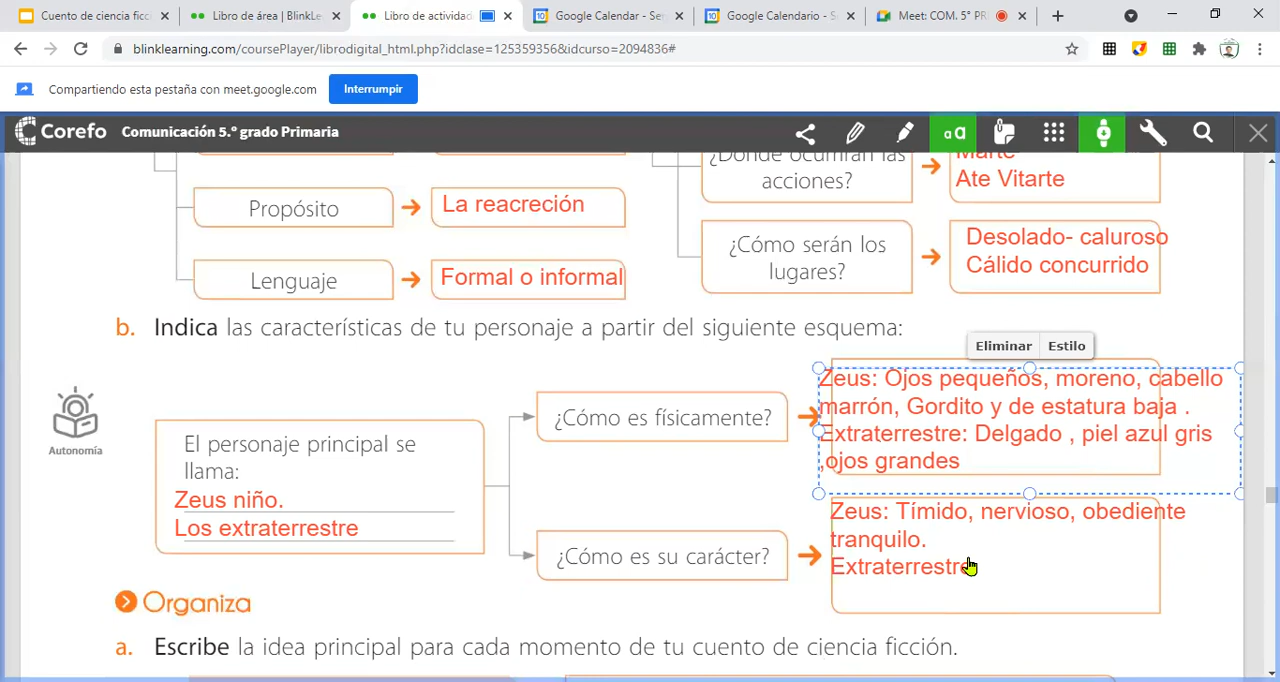 Cuento de ciencia ficci
Libro de área | BlinkLe
Libro de actividad
Google Calendar - Se
Google Calendario - S
Meet: COM. 5° PR
blinklearning.com/coursePlayer/librodigital_html.php?idclase=125359356&idcurso=2094836#
Compartiendo esta pestaña con meet.google.com
Interrumpir
Corefo
Comunicación 5.º grado Primaria
aa
¿Dónde ocurrirán las
acciones?
Marte
Ate Vitarte
Propósito
La reacreción
¿Cómo serán los
lugares?
Desolado- caluroso
Cálido concurrido
Lenguaje
Formal o informal
b. Indica las características de tu personaje a partir del siguiente esquema:
Eliminar
Estilo
Autonomía
El personaje principal se
llama:
Zeus niño.
Los extraterrestre
¿Cómo es físicamente?
Zeus: Ojos pequeños, moreno, cabello
marrón, Gordito y de estatura baja .
Extraterrestre: Delgado , piel azul gris
,ojos grandes
¿Cómo es su carácter?
Zeus: Tímido, nervioso, obediente
tranquilo.
Extraterrestre
Organiza
a. Escribe la idea principal para cada momento de tu cuento de ciencia ficción.